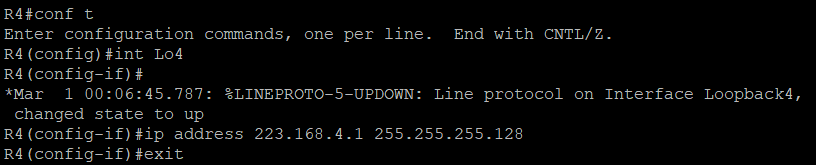 R4#conf t
Enter configuration commands, one per line.  End with CNTL/Z.
R4(config)#int Lo4
R4(config-if)#
*Mar  1 00:06:45.787: %LINEPROTO-5-UPDOWN: Line protocol on Interface Loopback4,
 changed state to up
R4(config-if)#ip address 223.168.4.1 255.255.255.128
R4(config-if)#exit